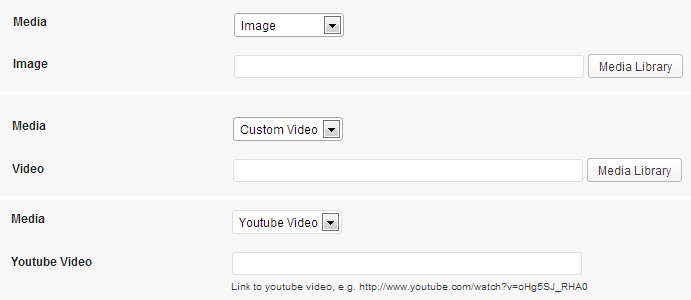 Media Image
Image Media Library
Media Custom Video
Video Media Library
Media Youtube Video
Youtube Video
Link to youtube video, e.g. http://www.youtube.com/watch?v=oHg5SJ_RHA0